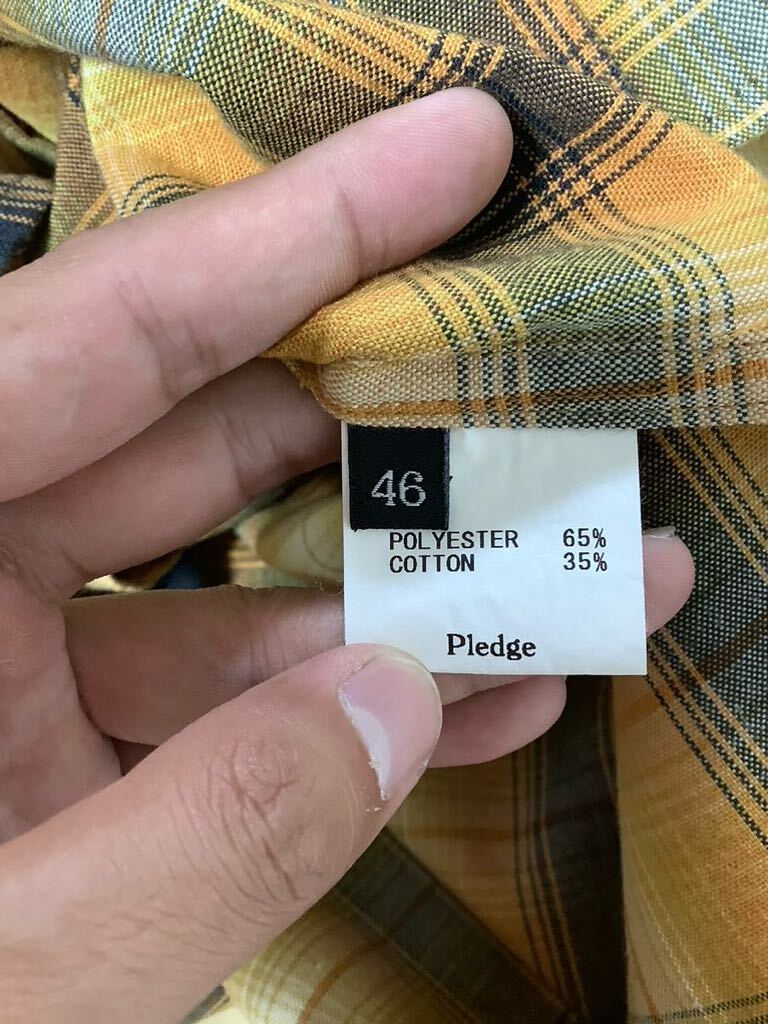 46
POLYESTER 65%
COTTON 35%
Pledge